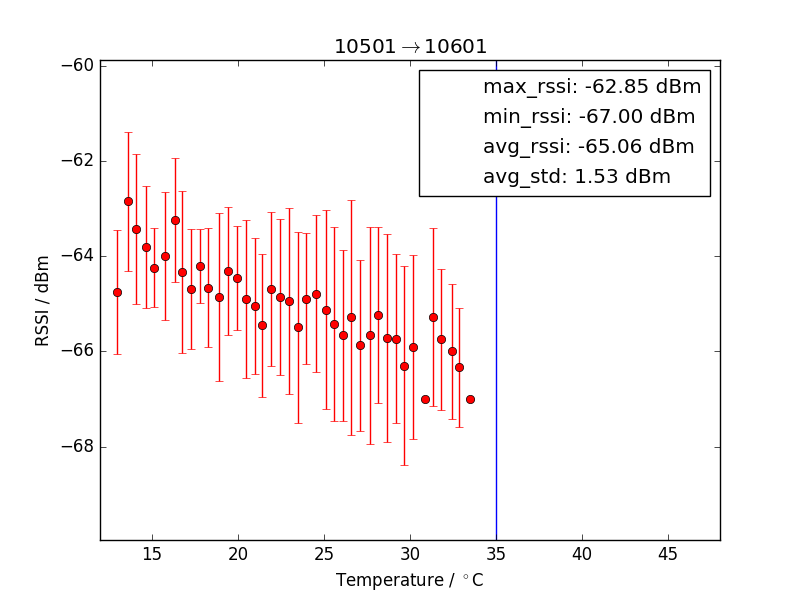 10501→10601
max_rssi: -62.85 dBm
min_rssi: -67.00 dBm
avg_rssi: -65.06 dBm
avg_std: 1.53 dBm
RSSI / dBm
−60
−62
−64
−66
−68
15 20 25 30 35 40 45
Temperature / °C